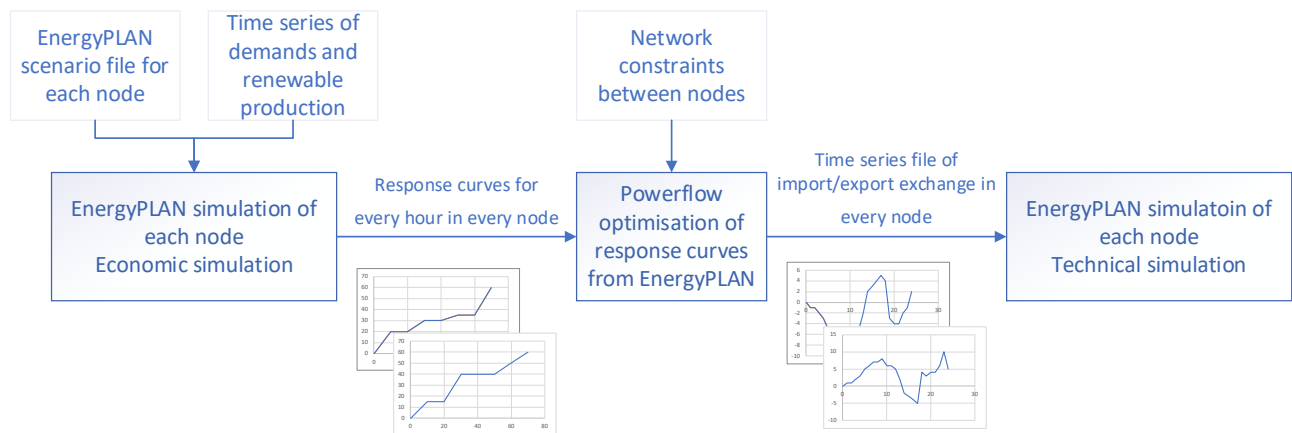 EnergyPLAN
scenario file for
each node
Time series of
demands and
renewable
production
Network
constraints
between nodes
EnergyPLAN simulation of
each node
Economic simulation
Response curves for
every hour in every node
Powerflow
optimisation of
response curves
from EnergyPLAN
Time series file of
import/export exchange in
every node
EnergyPLAN simulatoin of
each node
Technical simulation
70
60
50
40
30
20
10
0
0
70
60
50
40
30
20
10
0
0 20 40 60 80
6
4
2
0
-2
-4
-6
-8
-10
0 10 20 30
15
10
5
0
-5
-10
0 10 20 30